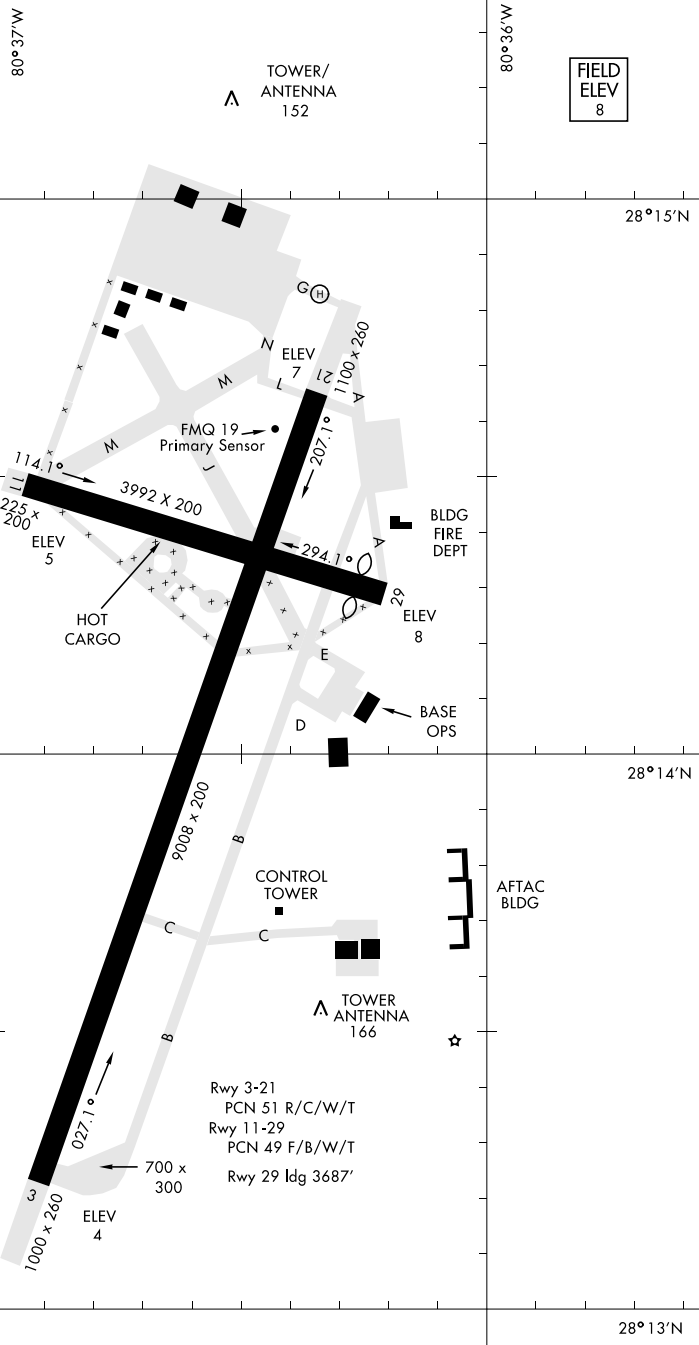 80°37'W
80°36'W
TOWER/
ANTENNA
152
FIELD
ELEV
8
28°15'N
G
H
N
ELEV
7
21
1100 x 260
L
A
M
FMQ 19
Primary Sensor
M
J
207.1°
114.1°
11
3992 X 200
225 x
200
ELEV
5
BLDG
FIRE
DEPT
A
294.1°
29
ELEV
8
HOT
CARGO
E
D
BASE
OPS
28°14'N
9008 x 200
B
CONTROL
TOWER
AFTAC
BLDG
C
C
TOWER
ANTENNA
166
B
Rwy 3-21
PCN 51 R/C/W/T
Rwy 11-29
PCN 49 F/B/W/T
Rwy 29 ldg 3687'
027.1°
700 x
300
3
ELEV
4
1000 x 260
28°13'N